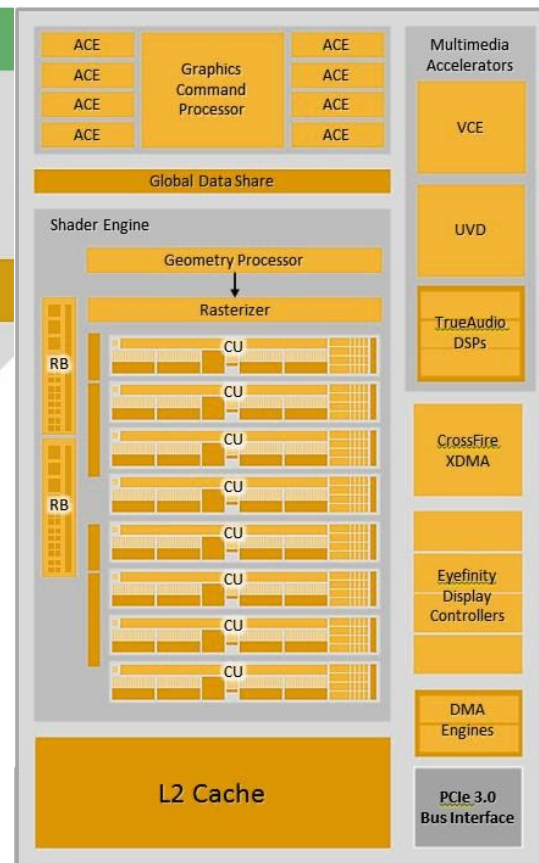 ACE
ACE
ACE
ACE
Graphics
Command
Processor
ACE
ACE
ACE
ACE
Global Data Share
Shader Engine
Geometry Processor
Rasterizer
RB
RB
CU
CU
CU
CU
CU
CU
CU
CU
L2 Cache
Multimedia
Accelerators
VCE
UVD
TrueAudio
DSPs
CrossFire
XDMA
Eyefinity
Display
Controllers
DMA
Engines
PCIe 3.0
Bus Interface